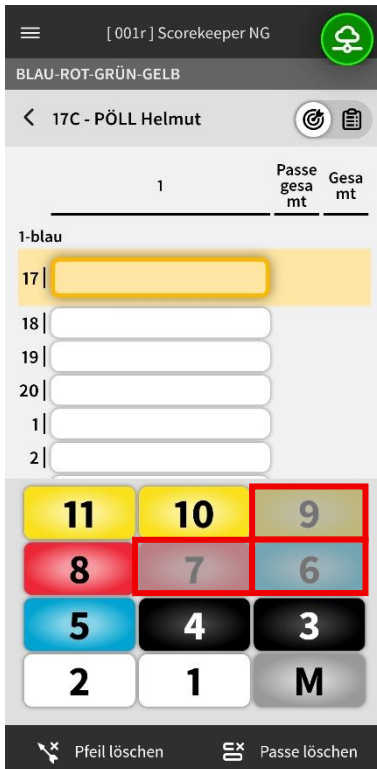 [ 001r ] Scorekeeper NG
BLAU-ROT-GRÜN-GELB
17C - PÖLL Helmut
1
Passe
gesa
mt
Gesa
mt
1-blau
17
18
19
20
1
2
11 10 9
8 7 6
5 4 3
2 1 M
Pfeil löschen Passe löschen